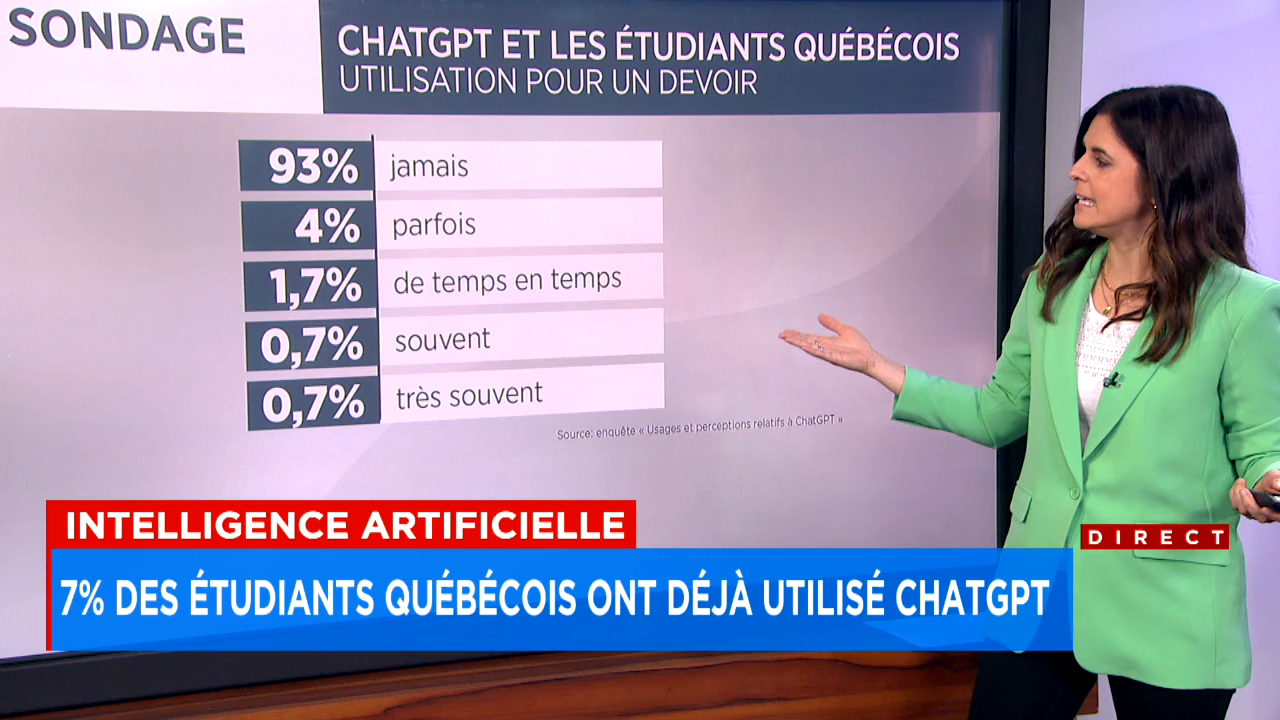 SONDAGE
CHATGPT ET LES ÉTUDIANTS QUÉBÉCOIS
UTILISATION POUR UN DEVOIR
93% jamais
4% parfois
1,7% de temps en temps
0,7% souvent
0,7% très souvent
Source: enquête « Usages et perceptions relatifs à ChatGPT »
INTELLIGENCE ARTIFICIELLE
DIRECT
7% DES ÉTUDIANTS QUÉBÉCOIS ONT DÉJÀ UTILISÉ CHATGPT